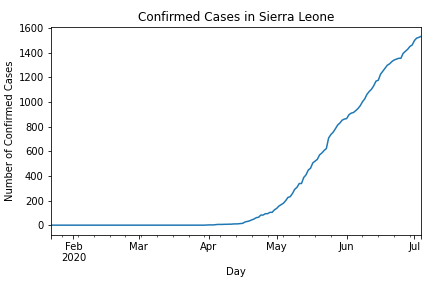 Confirmed Cases in Sierra Leone
Number of Confirmed Cases
1600
1400
1200
1000
800
600
400
200
0
Feb Mar Apr May Jun Jul
2020
Day